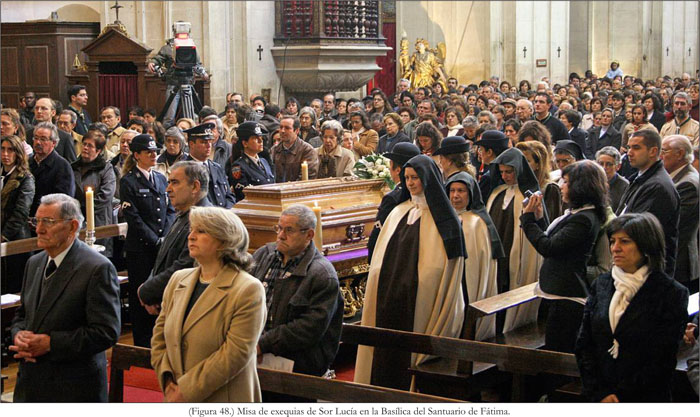 (Figura 48.) Misa de exequias de Sor Lucía en la Basílica del Santuario de Fátima.